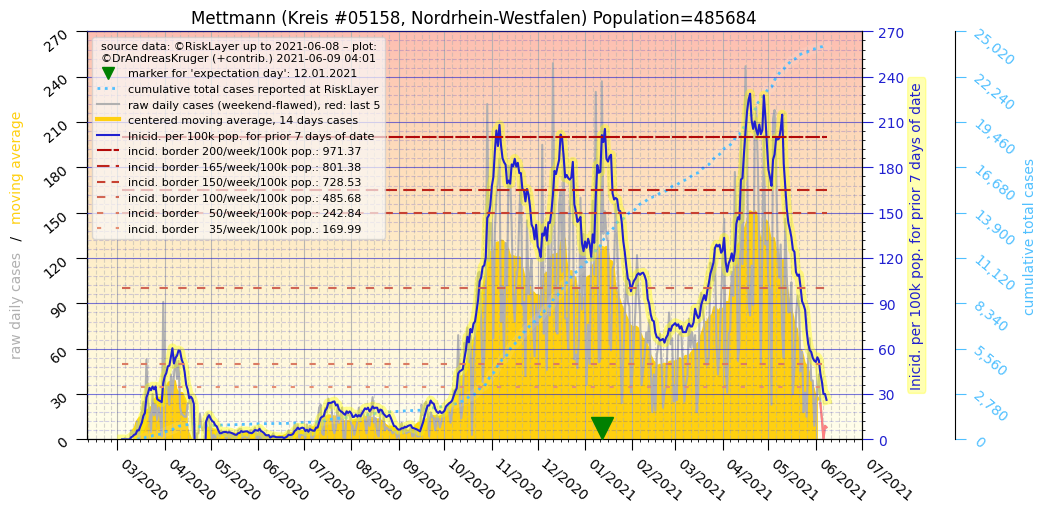 Mettmann (Kreis #05158, Nordrhein-Westfalen) Population=485684
source data: ©RiskLayer up to 2021-06-08 – plot:
©DrAndreasKruger (+contrib.) 2021-06-09 04:01
marker for 'expectation day': 12.01.2021
cumulative total cases reported at RiskLayer
raw daily cases (weekend-flawed), red: last 5
centered moving average, 14 days cases
Inicid. per 100k pop. for prior 7 days of date
incid. border 200/week/100k pop.: 971.37
incid. border 165/week/100k pop.: 801.38
incid. border 150/week/100k pop.: 728.53
incid. border 100/week/100k pop.: 485.68
incid. border 50/week/100k pop.: 242.84
incid. border 35/week/100k pop.: 169.99
raw daily cases / moving average
270
240
210
180
150
120
90
60
30
0
03/2020
04/2020
05/2020
06/2020
07/2020
08/2020
09/2020
10/2020
11/2020
12/2020
01/2021
02/2021
03/2021
04/2021
05/2021
06/2021
07/2021
270
240
210
180
150
120
90
60
30
0
Inicid. per 100k pop. for prior 7 days of date
25,020
22,240
19,460
16,680
13,900
11,120
8,340
5,560
2,780
0
cumulative total cases